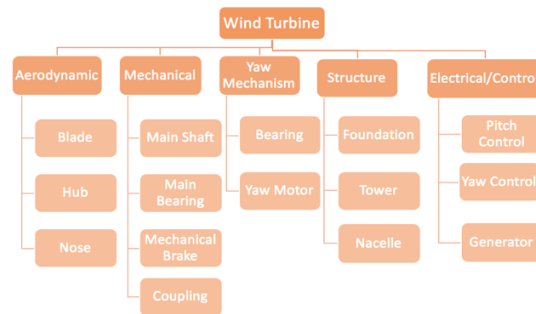 Wind Turbine
Aerodynamic
Mechanical
Yaw
Mechanism
Structure
Electrical/Control
Blade
Hub
Nose
Main Shaft
Main
Bearing
Mechanical
Brake
Coupling
Bearing
Yaw Motor
Foundation
Tower
Nacelle
Pitch
Control
Yaw Control
Generator